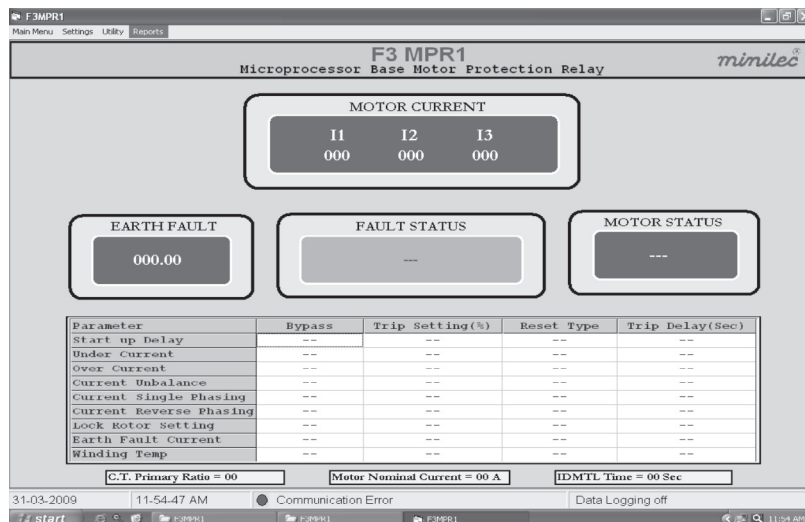 F3MPR1
Main Menu Settings Utility Reports
F3 MPR1
Microprocessor Base Motor Protection Relay
minilec®
MOTOR CURRENT
I1 I2 I3
000 000 000
EARTH FAULT
000.00
FAULT STATUS
---
MOTOR STATUS
---
Parameter Bypass Trip Setting(%) Reset Type Trip Delay(Sec)
Start up Delay -- -- -- --
Under Current -- -- -- --
Over Current -- -- -- --
Current Unbalance -- -- -- --
Current Single Phasing -- -- -- --
Current Reverse Phasing -- -- -- --
Lock Rotor Setting -- -- -- --
Earth Fault Current -- -- -- --
Winding Temp -- -- -- --
C.T. Primary Ratio = 00 Motor Nominal Current = 00 A IDMTL Time = 00 Sec
31-03-2009 11-54-47 AM Communication Error Data Logging off
start F3MPR1 F3MPR1 F3MPR1 11:54 AM